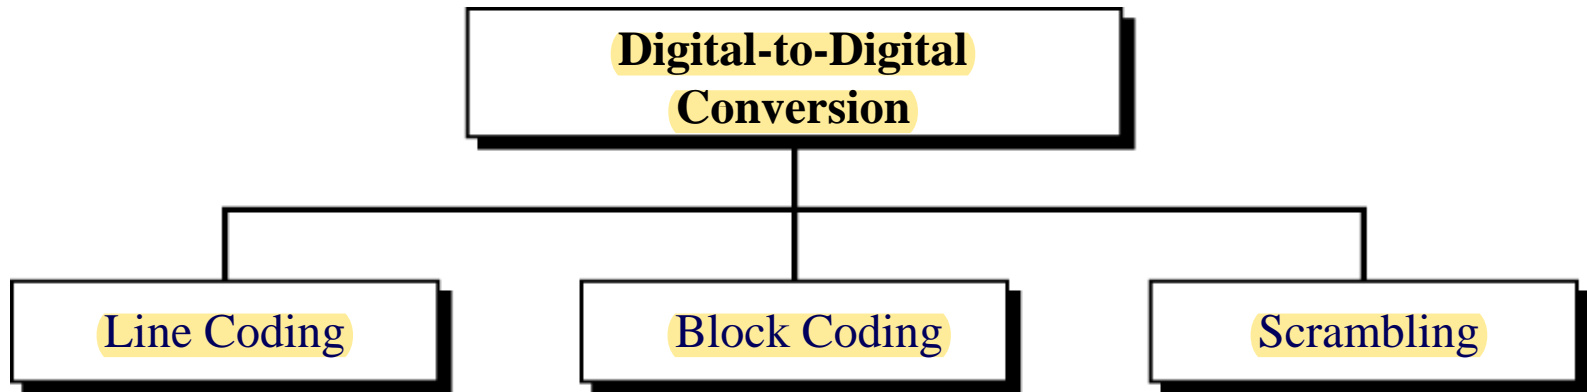 Digital-to-Digital
Conversion
Line Coding
Block Coding
Scrambling